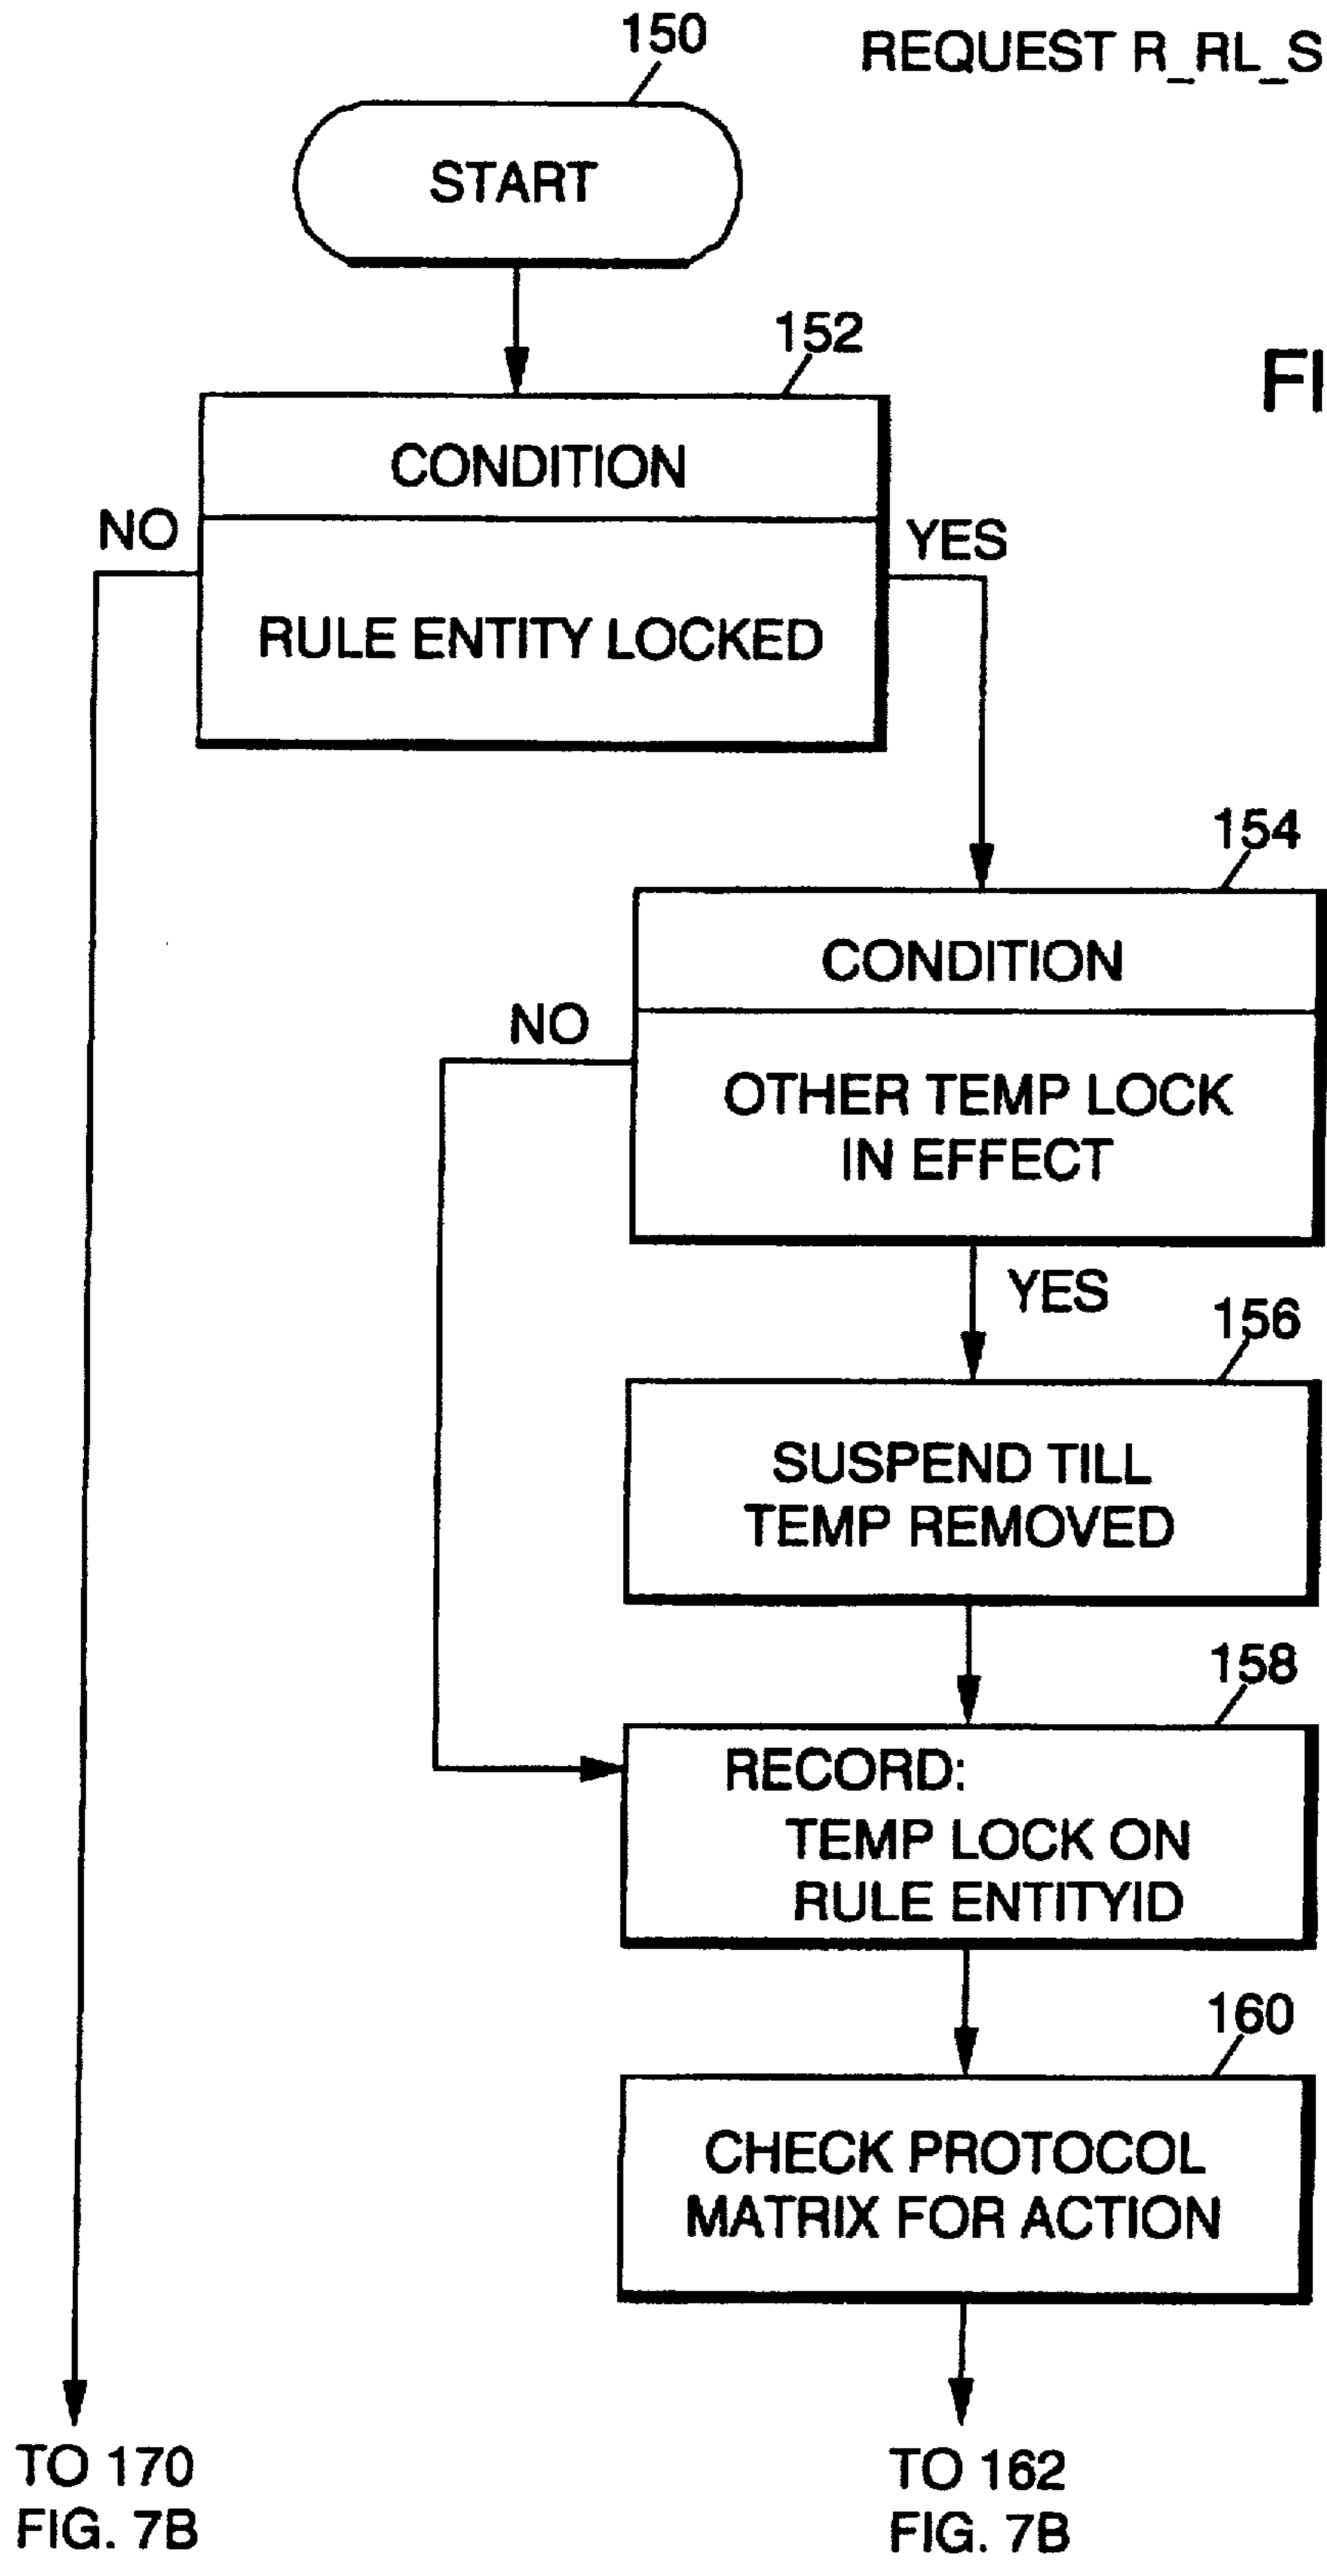 150
REQUEST R_RL_S
START
152
FI
CONDITION
NO
YES
RULE ENTITY LOCKED
154
CONDITION
NO
OTHER TEMP LOCK
IN EFFECT
YES
156
SUSPEND TILL
TEMP REMOVED
158
RECORD:
TEMP LOCK ON
RULE ENTITYID
160
CHECK PROTOCOL
MATRIX FOR ACTION
TO 170
FIG. 7B
TO 162
FIG. 7B